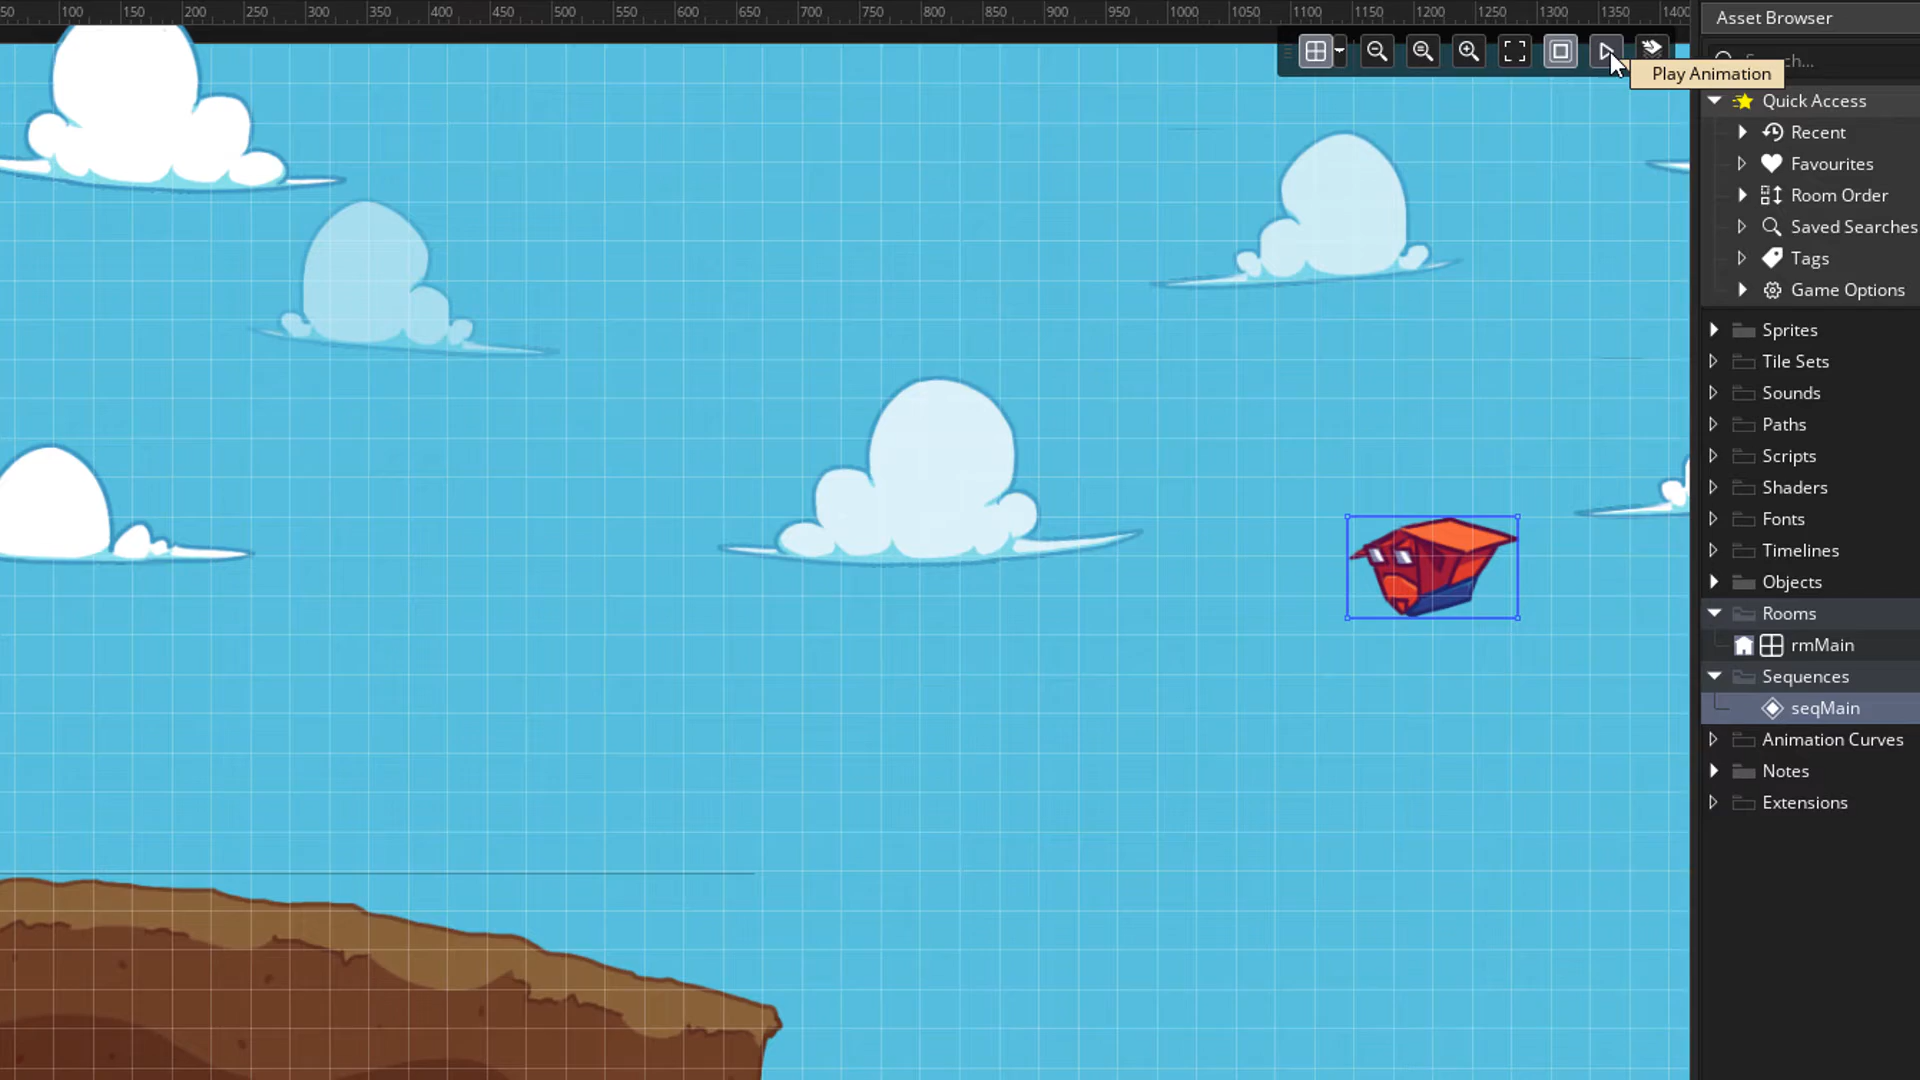 50 100 150 200 250 300 350 400 450 500 550 600 650 700 750 800 850 900 950 1000 1050 1100 1150 1200 1250 1300 1350 1400
Asset Browser
Play Animation
Quick Access
Recent
Favourites
Room Order
Saved Searches
Tags
Game Options
Sprites
Tile Sets
Sounds
Paths
Scripts
Shaders
Fonts
Timelines
Objects
Rooms
rmMain
Sequences
seqMain
Animation Curves
Notes
Extensions